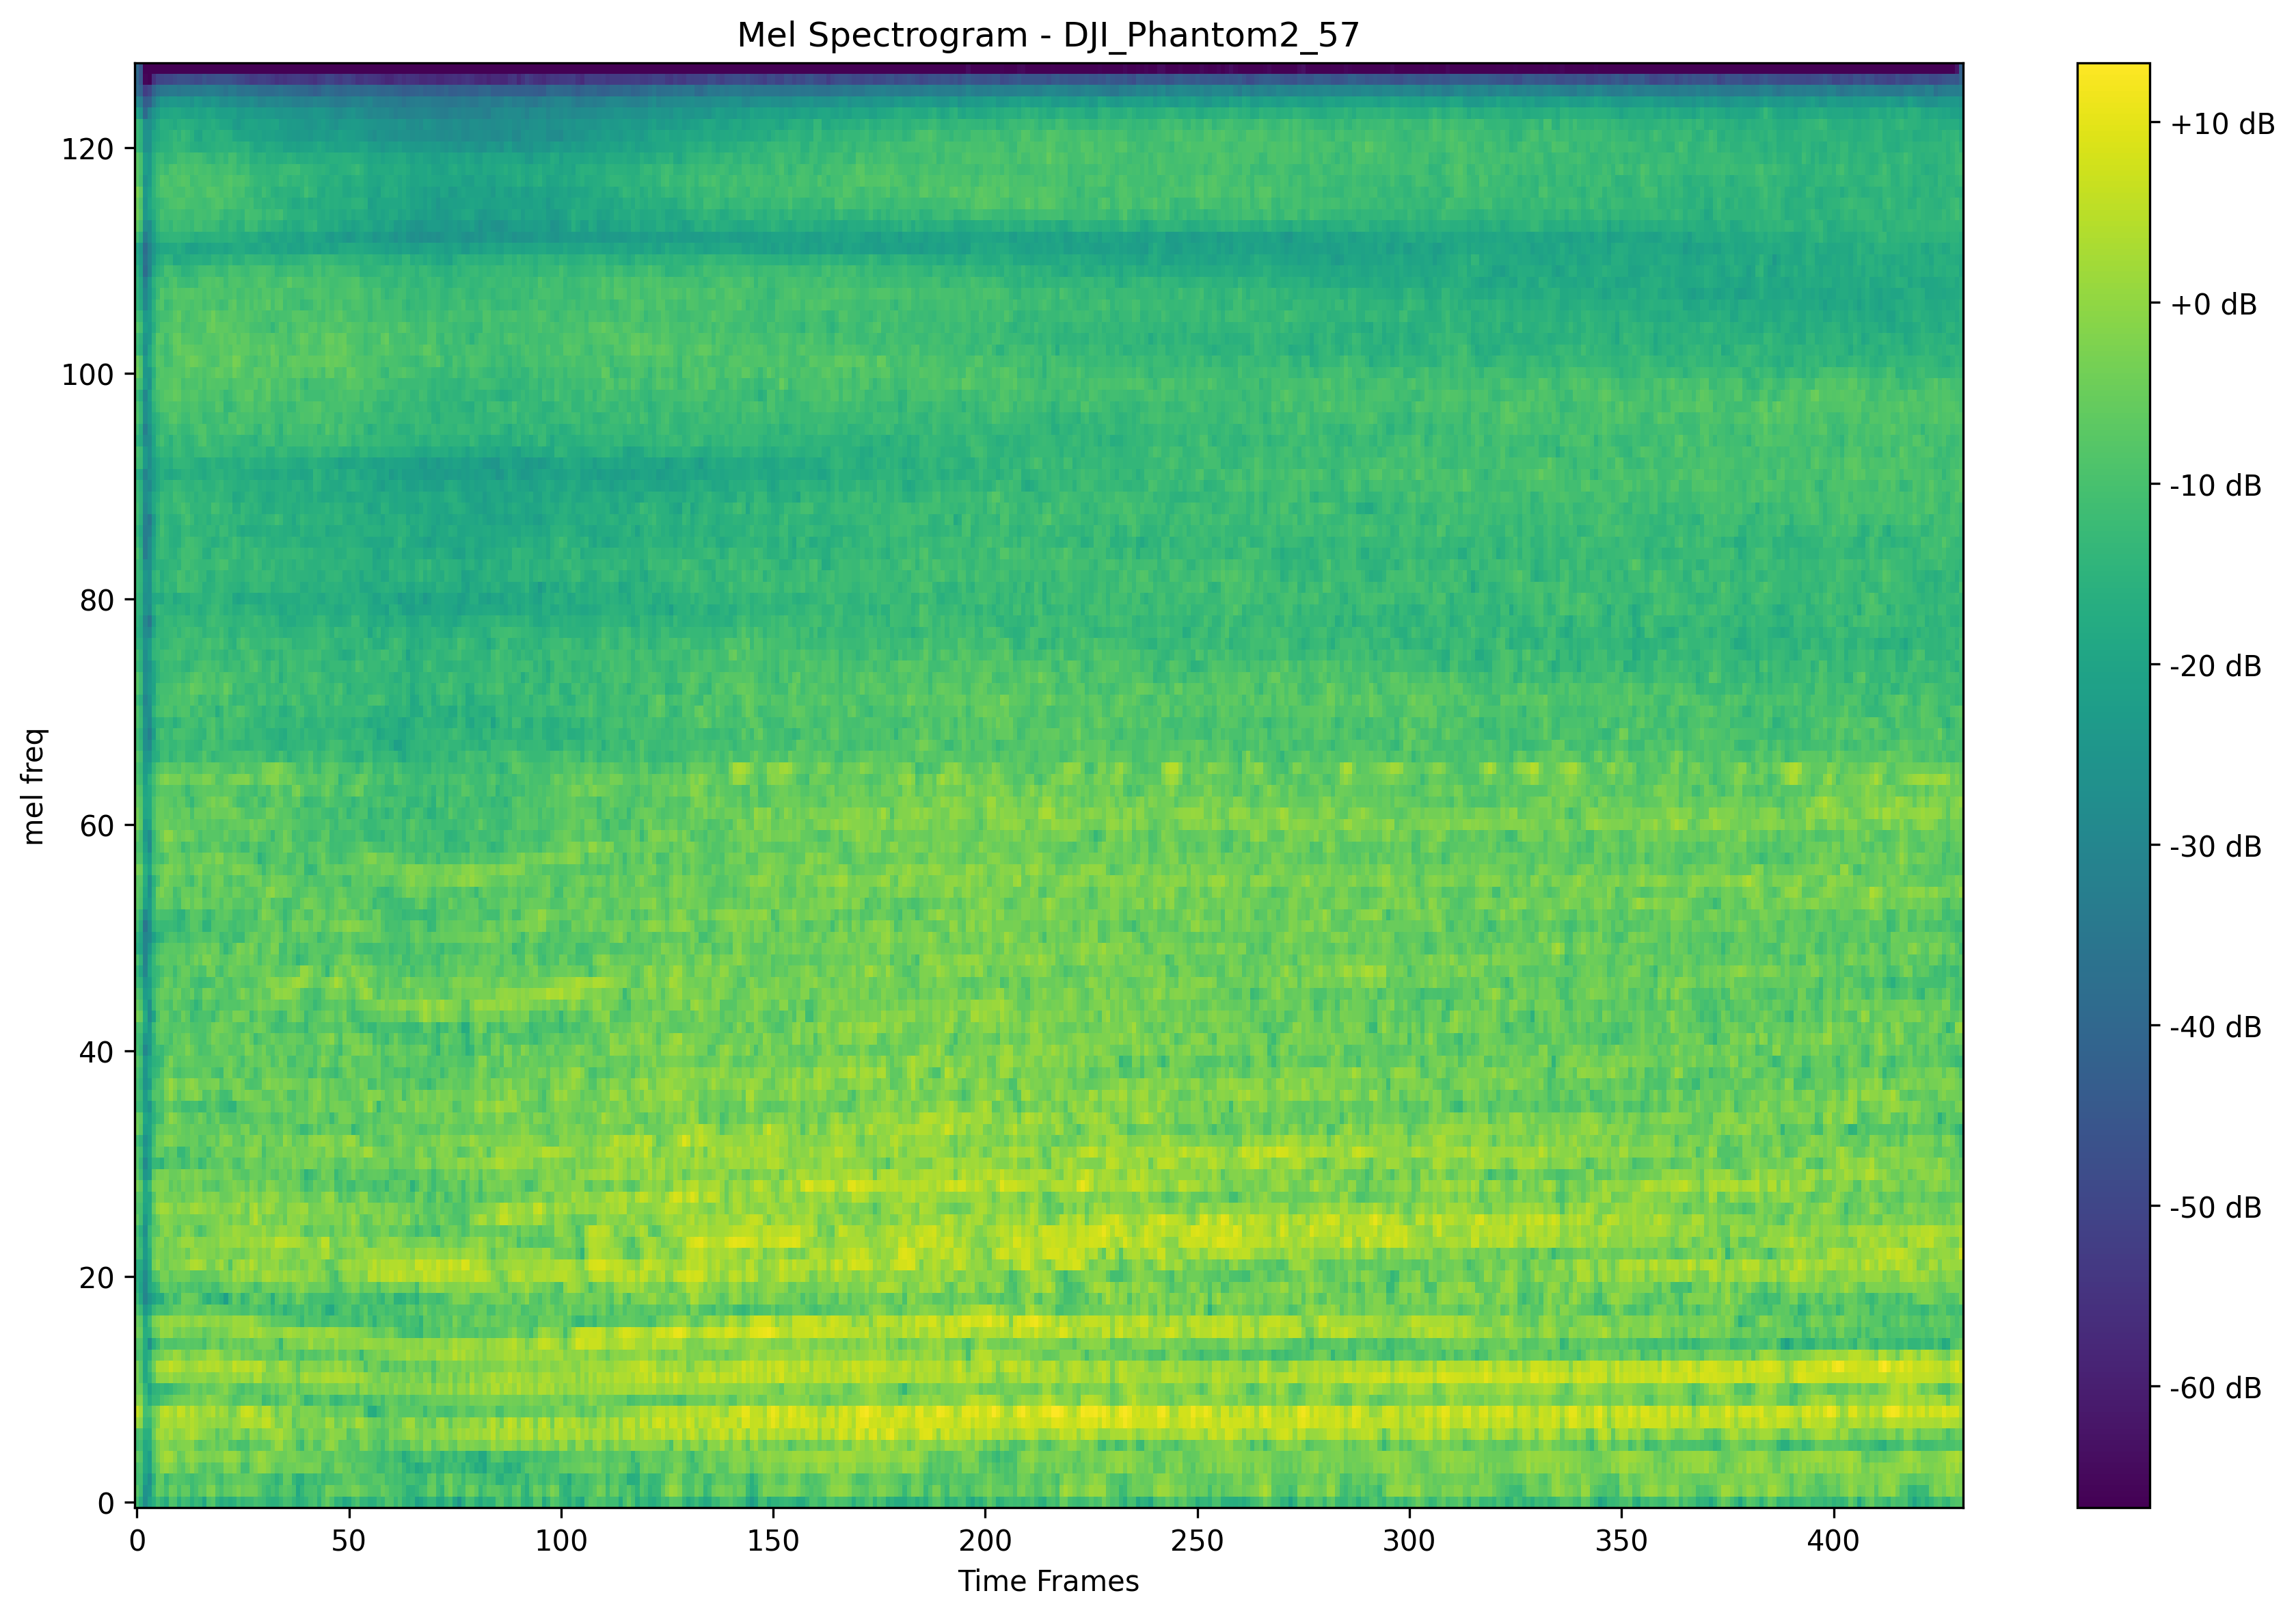 Mel Spectrogram - DJI_Phantom2_57
mel freq
120
100
80
60
40
20
0
0 50 100 150 200 250 300 350 400
Time Frames
+10 dB
+0 dB
-10 dB
-20 dB
-30 dB
-40 dB
-50 dB
-60 dB